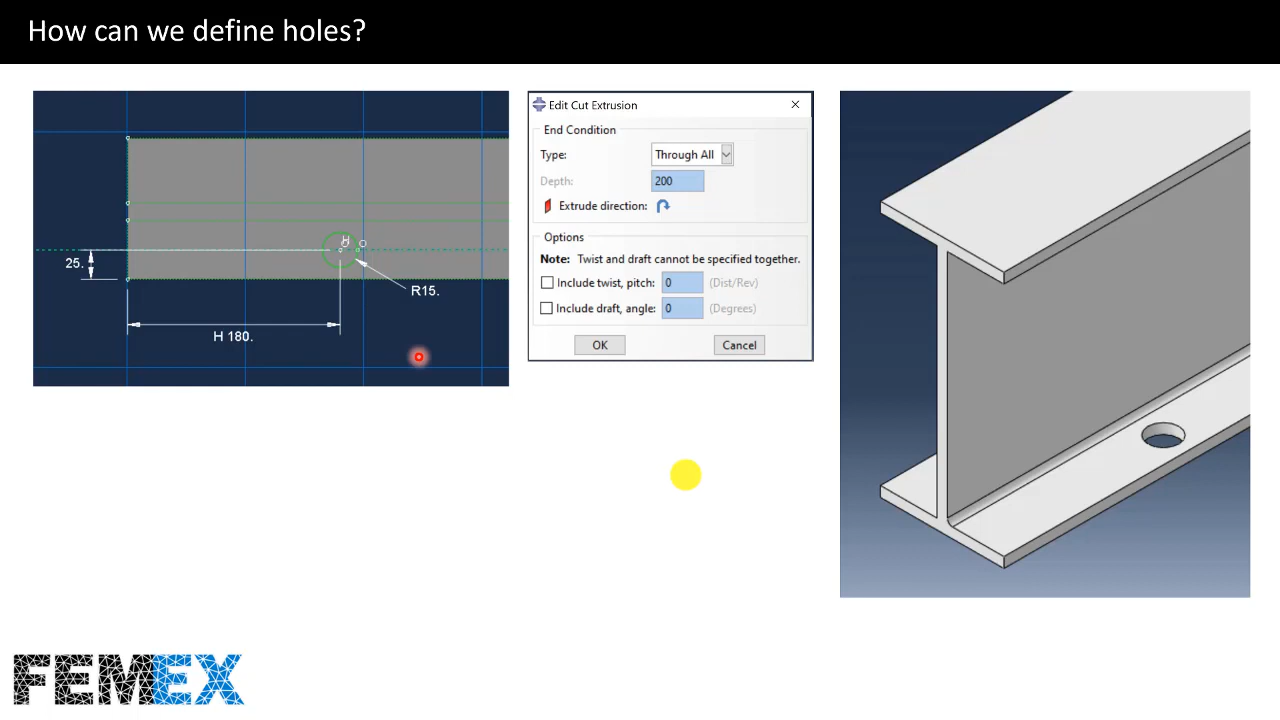 How can we define holes?
25.
H
R15.
H 180.
Edit Cut Extrusion
End Condition
Type:
Through All
Depth:
200
Extrude direction:
Options
Note: Twist and draft cannot be specified together.
Include twist, pitch:
0
(Dist/Rev)
Include draft, angle:
0
(Degrees)
OK
Cancel
FEMEX